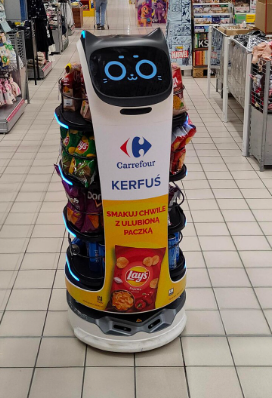 Carrefour
KERFUŚ
SMAKUJ CHWILE
Z ULUBIONĄ
PACZKĄ
Lay's